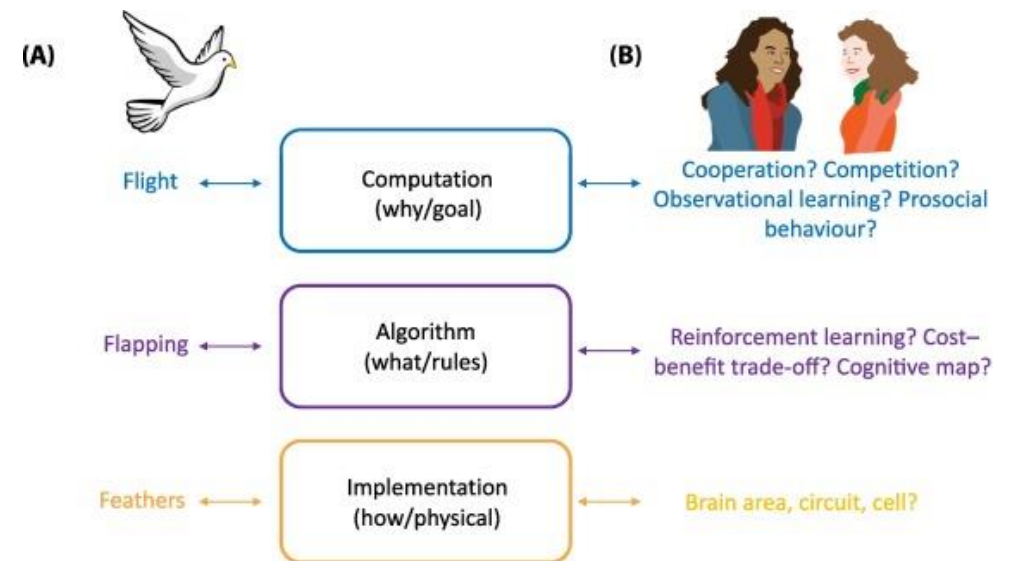 (A)
(B)
Flight
Computation
(why/goal)
Cooperation? Competition?
Observational learning? Prosocial
behaviour?
Flapping
Algorithm
(what/rules)
Reinforcement learning? Cost–
benefit trade-off? Cognitive map?
Feathers
Implementation
(how/physical)
Brain area, circuit, cell?